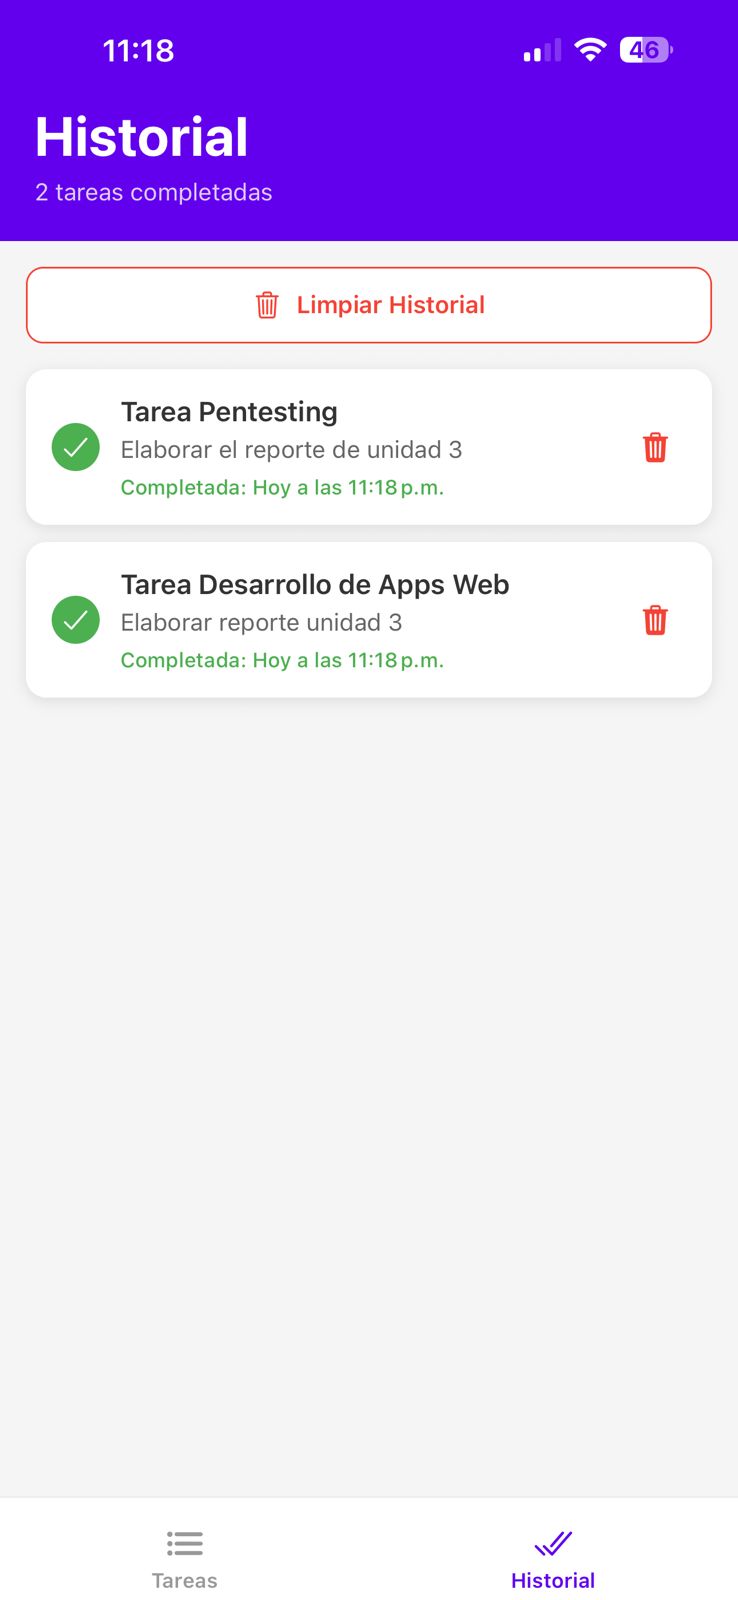 11:18
46
Historial
2 tareas completadas
Limpiar Historial
Tarea Pentesting
Elaborar el reporte de unidad 3
Completada: Hoy a las 11:18 p.m.
Tarea Desarrollo de Apps Web
Elaborar reporte unidad 3
Completada: Hoy a las 11:18 p.m.
Tareas
Historial